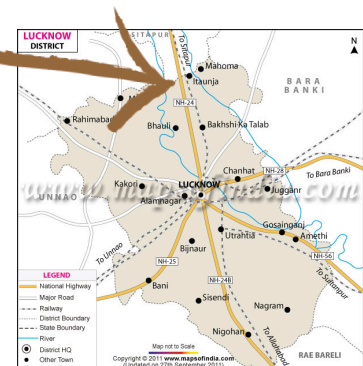 LUCKNOW
DISTRICT
SITAPUR
To Sitapur
N
Mahoma
Itaunja
BARA
BANKI
NH-24
Rahimabad
Bhauli
Bakhshi Ka Talab
Chanhat
NH-28
To Bara Banki
Kakori
LUCKNOW
Jugganr
www.mapsofindia.com
UNNAO
Alamnagar
Gosainganj
Utrahtia
Amethi
To Unnao
Bijnaur
NH-56
To Sultanpur
NH-25
NH-24B
Bani
Sisendi
Nagram
Nigohan
To Allahabad
RAE BARELI
LEGEND
National Highway
Major Road
Railway
District Boundary
State Boundary
River
District HQ
Other Town
Map not to Scale
Copyright © 2011 www.mapsofindia.com
(Updated on 27th September 2011)